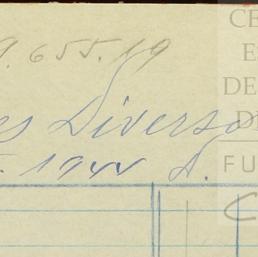 9.655.19
es Diverso
. 1944 S.
CE
E
DE
D
FU
C